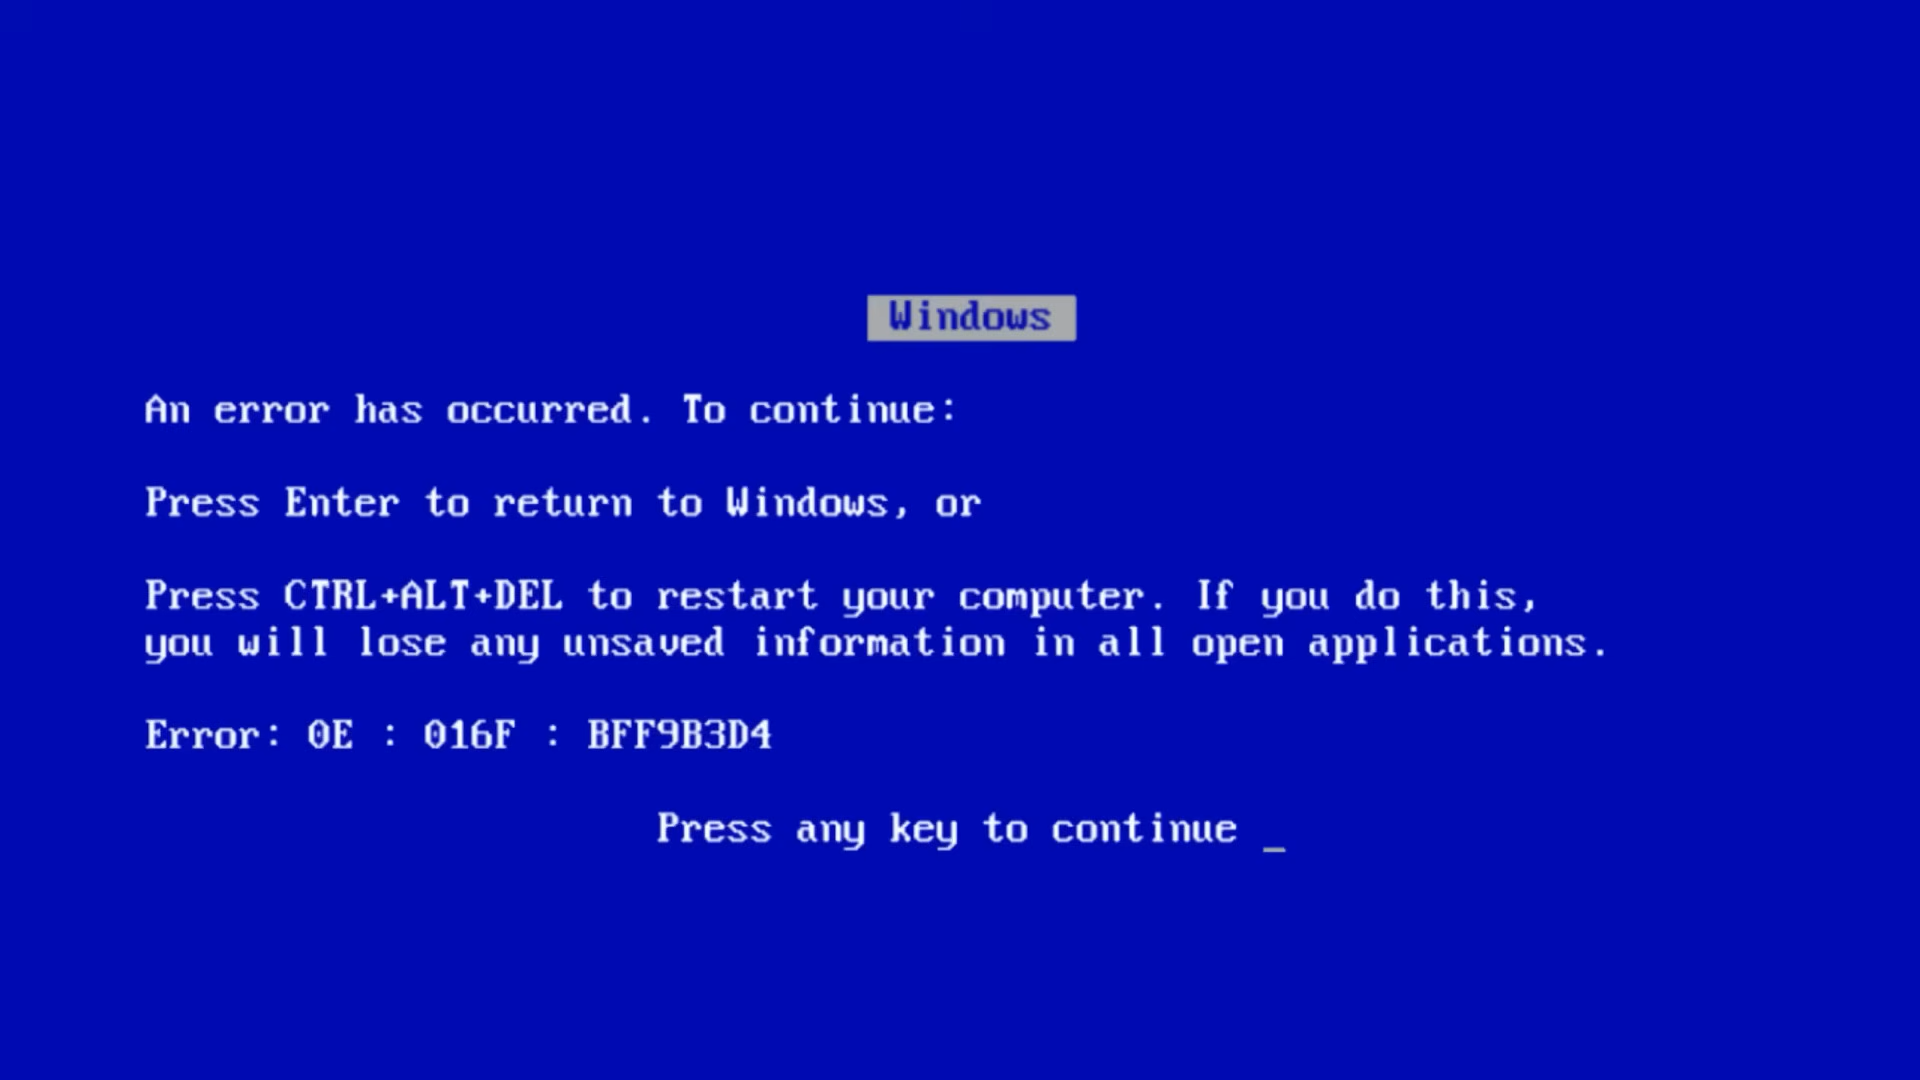 Windows
An error has occurred. To continue:
Press Enter to return to Windows, or
Press CTRL+ALT+DEL to restart your computer. If you do this,
you will lose any unsaved information in all open applications.
Error: 0E : 016F : BFF9B3D4
Press any key to continue _